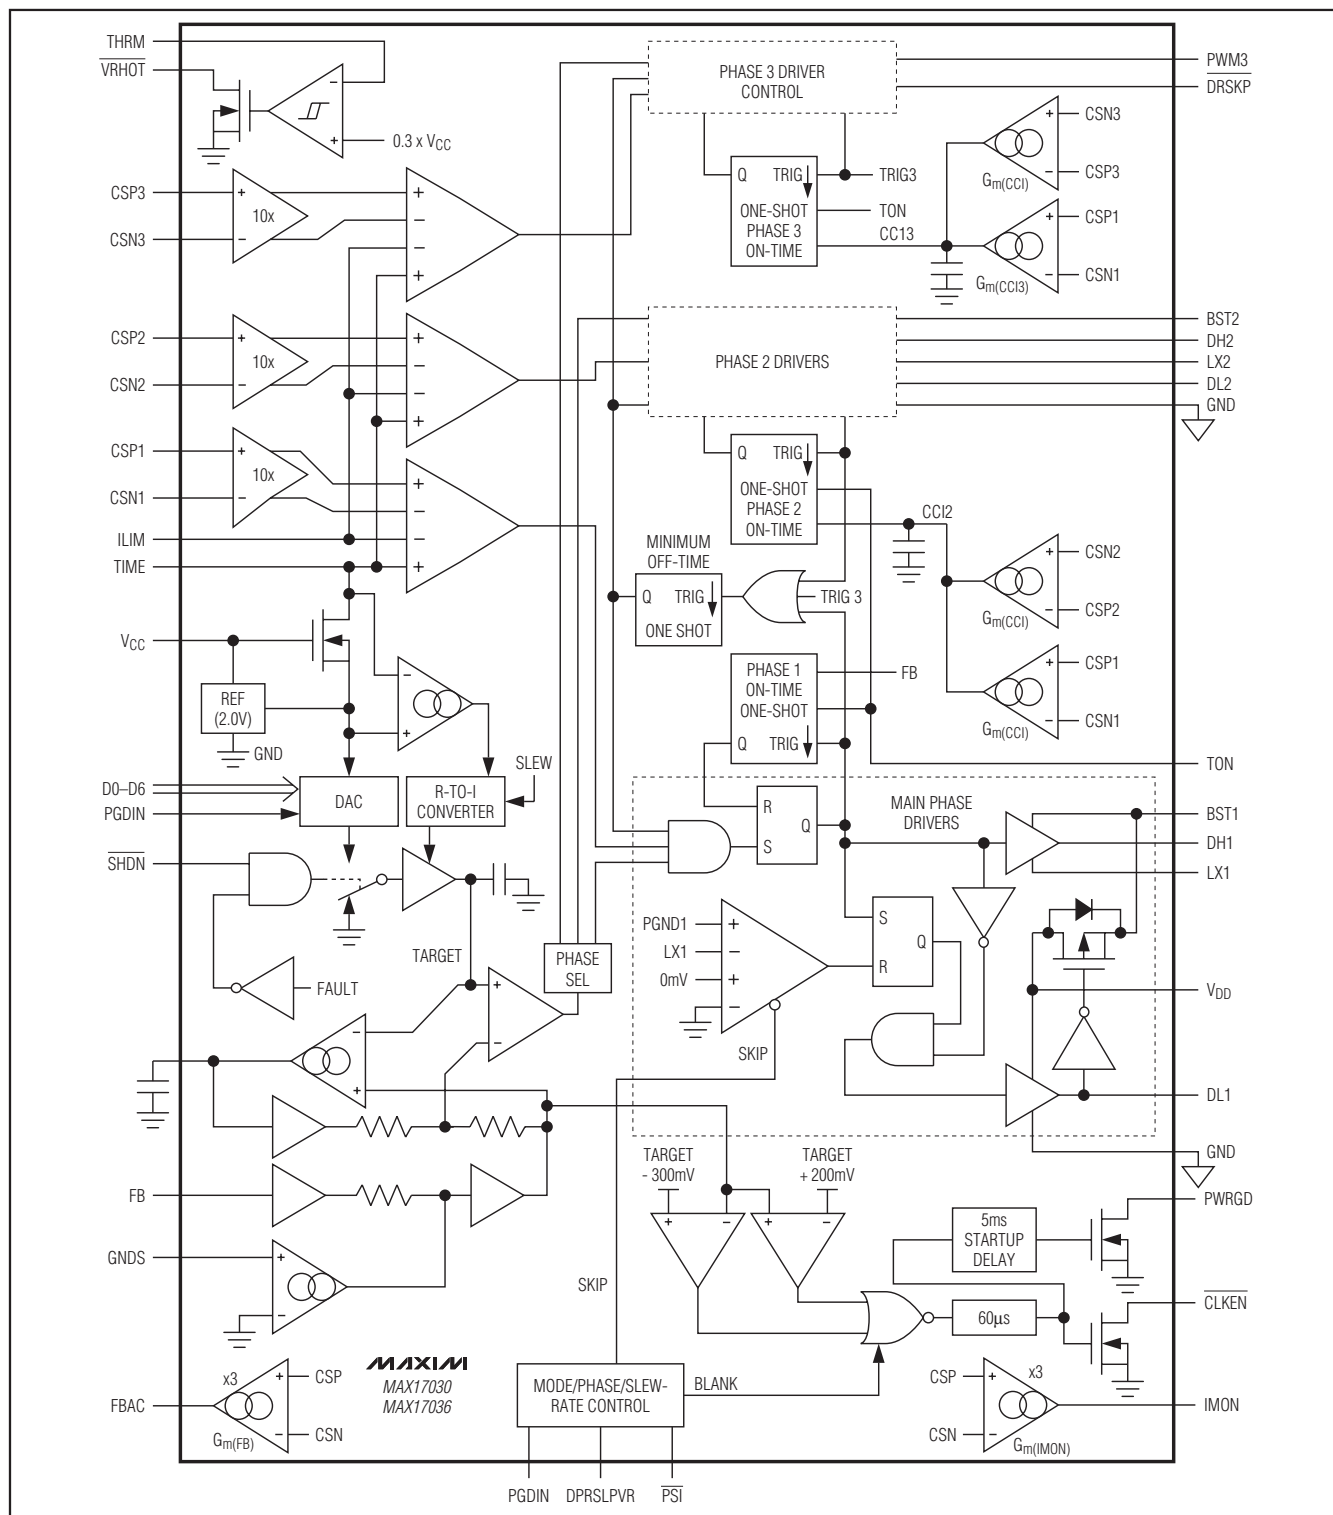 THRM
VRHOT
0.3 x VCC
PHASE 3 DRIVER
CONTROL
PWM3
DRSKP
CSP3
CSN3
+
−
10x
+
−
−
+
Q TRIG
ONE-SHOT
PHASE 3
ON-TIME
TRIG3
TON
CC13
CSN3
CSP3
Gm(CCI)
CSP1
CSN1
Gm(CCI3)
CSP2
CSN2
+
−
10x
+
−
−
+
PHASE 2 DRIVERS
BST2
DH2
LX2
DL2
GND
CSP1
CSN1
+
−
10x
+
−
−
+
ILIM
TIME
Q TRIG
ONE-SHOT
PHASE 2
ON-TIME
CCI2
CSN2
CSP2
Gm(CCI)
CSP1
CSN1
Gm(CCI)
MINIMUM
OFF-TIME
Q TRIG
ONE SHOT
TRIG 3
VCC
REF
(2.0V)
GND
PHASE 1
ON-TIME
ONE-SHOT
Q TRIG
FB
TON
D0–D6
PGDIN
DAC
R-TO-I
CONVERTER
SLEW
SHDN
R
Q
S
MAIN PHASE
DRIVERS
BST1
DH1
LX1
TARGET
FAULT
PHASE
SEL
PGND1
LX1
0mV
+
−
+
−
SKIP
S
Q
R
VDD
DL1
GND
FB
GNDS
TARGET
- 300mV
TARGET
+ 200mV
+
−
+
−
5ms
STARTUP
DELAY
PWRGD
SKIP
60µs
CLKEN
FBAC
x3
CSP
CSN
Gm(FB)
MAXIM
MAX17030
MAX17036
MODE/PHASE/SLEW-
RATE CONTROL
BLANK
CSP
CSN
x3
Gm(IMON)
IMON
PGDIN
DPRSLPVR
PSI